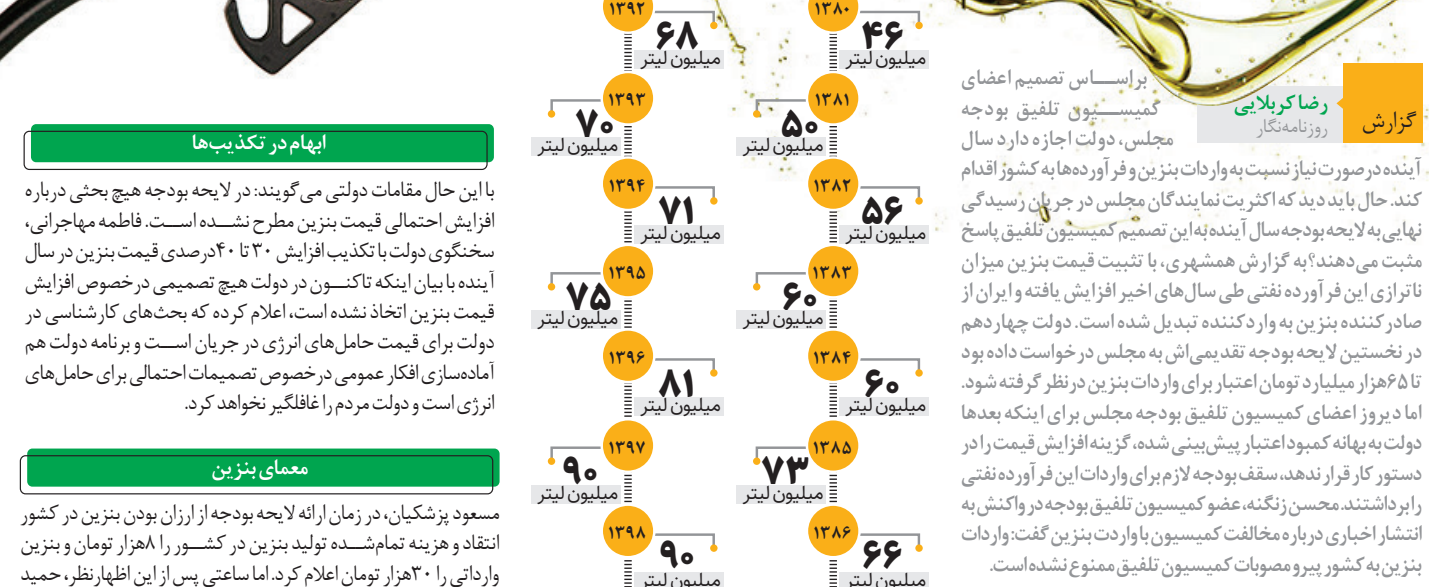 گزارش
رضا کربلایی
روزنامه‌نگار
براساس تصمیم اعضای
کمیسیون تلفیق بودجه
مجلس، دولت اجازه دارد سال
آینده درصورت نیاز نسبت به واردات بنزین و فرآورده‌ها به کشور اقدام
کند. حال باید دید که اکثریت نمایندگان مجلس در جریان رسیدگی
نهایی به لایحه بودجه سال آینده به این تصمیم کمیسیون تلفیق پاسخ
مثبت می‌دهند؟به گزارش همشهری، با تثبیت قیمت بنزین میزان
ناترازی این فرآورده نفتی طی سال‌های اخیر افزایش یافته و ایران از
صادرکننده بنزین به واردکننده تبدیل شده است. دولت چهاردهم
در نخستین لایحه بودجه تقدیمی‌اش به مجلس درخواست داده بود
تا ۶۵هزار میلیارد تومان اعتبار برای واردات بنزین درنظر گرفته شود.
اما دیروز اعضای کمیسیون تلفیق بودجه مجلس برای اینکه بعدها
دولت به بهانه کمبود اعتبار پیش‌بینی شده، گزینه افزایش قیمت را در
دستور کار قرار ندهد، سقف بودجه لازم برای واردات این فرآورده نفتی
را برداشتند. محسن زنگنه، عضو کمیسیون تلفیق بودجه در واکنش به
انتشار اخباری درباره مخالفت کمیسیون با واردت بنزین گفت: واردات
بنزین به کشور پیرو مصوبات کمیسیون تلفیق ممنوع نشده است.
۱۳۸۰
۴۶
میلیون لیتر
۱۳۸۱
۵۰
میلیون لیتر
۱۳۸۲
۵۶
میلیون لیتر
۱۳۸۳
۶۰
میلیون لیتر
۱۳۸۴
۶۰
میلیون لیتر
۱۳۸۵
۷۳
میلیون لیتر
۱۳۸۶
۶۶
میلیون لیتر
۱۳۹۲
۶۸
میلیون لیتر
۱۳۹۳
۷۰
میلیون لیتر
۱۳۹۴
۷۱
میلیون لیتر
۱۳۹۵
۷۵
میلیون لیتر
۱۳۹۶
۸۱
میلیون لیتر
۱۳۹۷
۹۰
میلیون لیتر
۱۳۹۸
۹۰
میلیون لیتر
ابهام در تکذیب‌ها
با این حال مقامات دولتی می‌گویند: در لایحه بودجه هیچ بحثی درباره
افزایش احتمالی قیمت بنزین مطرح نشده است. فاطمه مهاجرانی،
سخنگوی دولت با تکذیب افزایش ۳۰ تا ۴۰درصدی قیمت بنزین در سال
آینده با بیان اینکه تاکنون در دولت هیچ تصمیمی درخصوص افزایش
قیمت بنزین اتخاذ نشده است، اعلام کرده که بحث‌های کارشناسی در
دولت برای قیمت حامل‌های انرژی در جریان است و برنامه دولت هم
آماده‌سازی افکار عمومی درخصوص تصمیمات احتمالی برای حامل‌های
انرژی است و دولت مردم را غافلگیر نخواهد کرد.
معمای بنزین
مسعود پزشکیان، در زمان ارائه لایحه بودجه از ارزان بودن بنزین در کشور
انتقاد و هزینه تمام‌شده تولید بنزین در کشور را ۸هزار تومان و بنزین
وارداتی را ۳۰هزار تومان اعلام کرد. اما ساعتی پس از این اظهارنظر، حمید